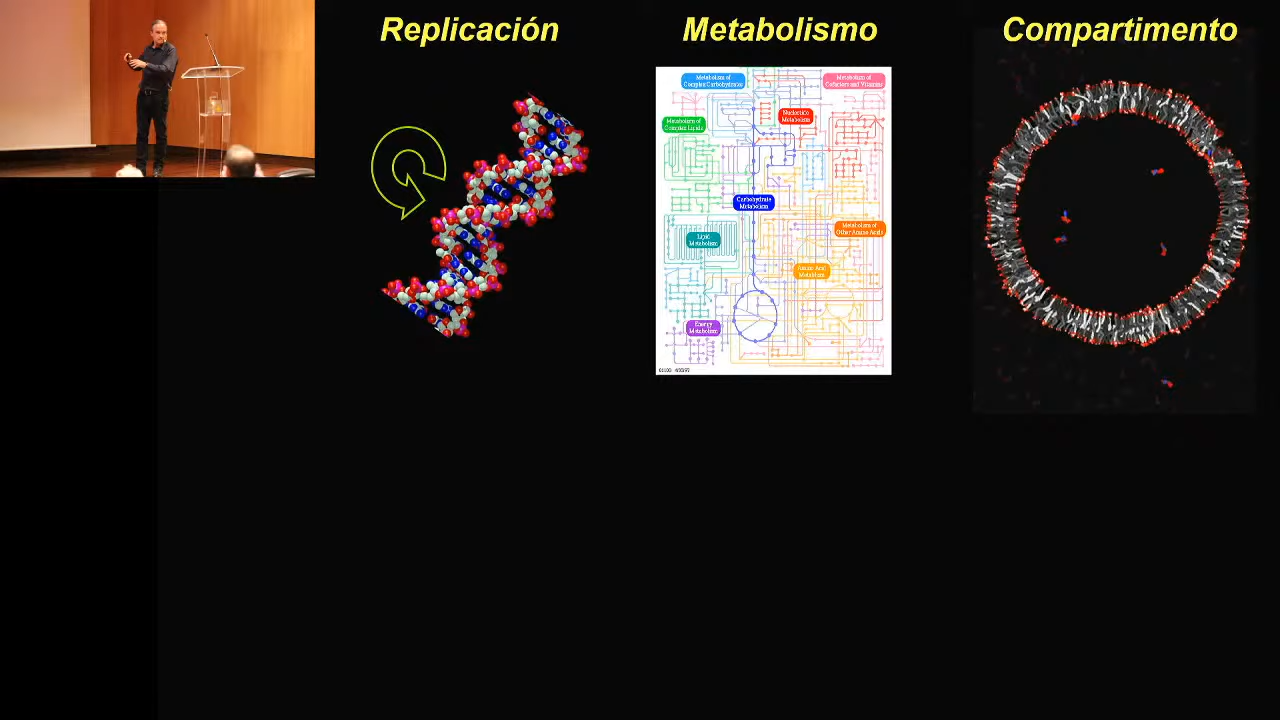 Replicación
Metabolismo
Compartimento
Metabolism of
Complex Carbohydrates
Metabolism of
Cofactors and Vitamins
Nucleotide
Metabolism
Metabolism of
Complex Lipids
Carbohydrate
Metabolism
Metabolism of
Other Amino Acids
Lipid
Metabolism
Amino Acid
Metabolism
Energy
Metabolism